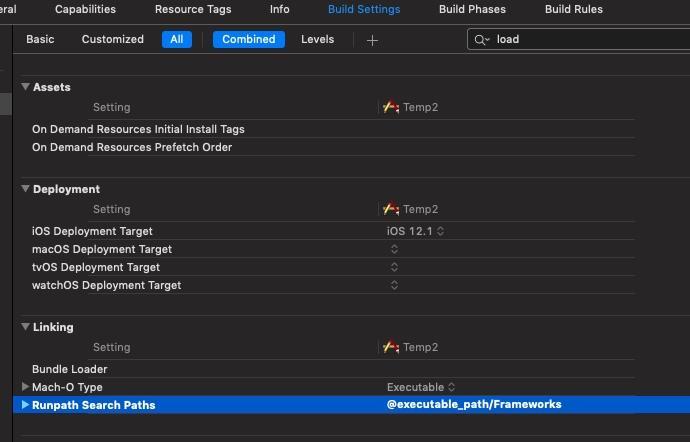 eral Capabilities Resource Tags Info Build Settings Build Phases Build Rules
Basic Customized All Combined Levels + load
Assets
Setting Temp2
On Demand Resources Initial Install Tags
On Demand Resources Prefetch Order
Deployment
Setting Temp2
iOS Deployment Target iOS 12.1
macOS Deployment Target
tvOS Deployment Target
watchOS Deployment Target
Linking
Setting Temp2
Bundle Loader
Mach-O Type Executable
Runpath Search Paths @executable_path/Frameworks